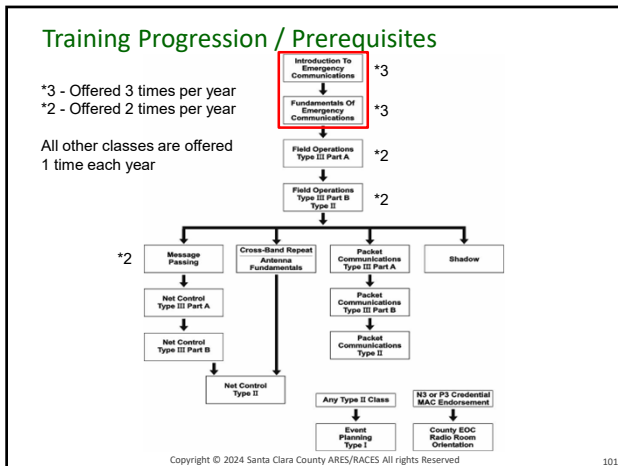 Training Progression / Prerequisites
*3 - Offered 3 times per year
*2 - Offered 2 times per year
All other classes are offered
1 time each year
Introduction To
Emergency
Communications
*3
Fundamentals Of
Emergency
Communications
*3
Field Operations
Type III Part A
*2
Field Operations
Type III Part B
Type II
*2
*2
Message
Passing
Cross-Band Repeat
Antenna
Fundamentals
Packet
Communications
Type III Part A
Shadow
Net Control
Type III Part A
Packet
Communications
Type III Part B
Net Control
Type III Part B
Packet
Communications
Type II
Net Control
Type II
Any Type II Class
N3 or P3 Credential
MAC Endorsement
Event
Planning
Type I
County EOC
Radio Room
Orientation
Copyright © 2024 Santa Clara County ARES/RACES All rights Reserved
101